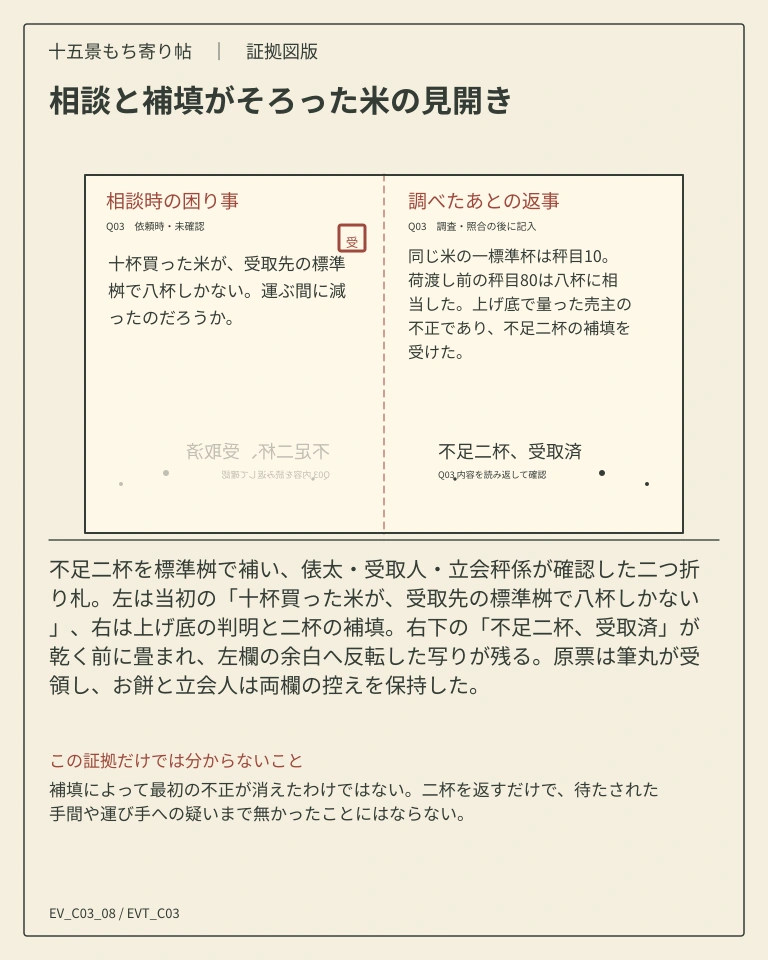 十五景もち寄り帖 │ 証拠図版
相談と補填がそろった米の見開き
相談時の困り事
Q03 依頼時・未確認
受
十杯買った米が、受取先の標準
桝で八杯しかない。運ぶ間に減
ったのだろうか。
不足二杯、受取済
Q03 内容を読み返して確認
調べたあとの返事
Q03 調査・照合の後に記入
同じ米の一標準杯は秤目10。
荷渡し前の秤目80は八杯に相
当した。上げ底で量った売主の
不正であり、不足二杯の補填を
受けた。
不足二杯、受取済
Q03 内容を読み返して確認
不足二杯を標準桝で補い、俵太・受取人・立会秤係が確認した二つ折
り札。左は当初の「十杯買った米が、受取先の標準桝で八杯しかない
」、右は上げ底の判明と二杯の補填。右下の「不足二杯、受取済」が
乾く前に畳まれ、左欄の余白へ反転した写りが残る。原票は筆丸が受
領し、お餅と立会人は両欄の控えを保持した。
この証拠だけでは分からないこと
補填によって最初の不正が消えたわけではない。二杯を返すだけで、待たされた
手間や運び手への疑いまで無かったことにはならない。
EV_C03_08 / EVT_C03